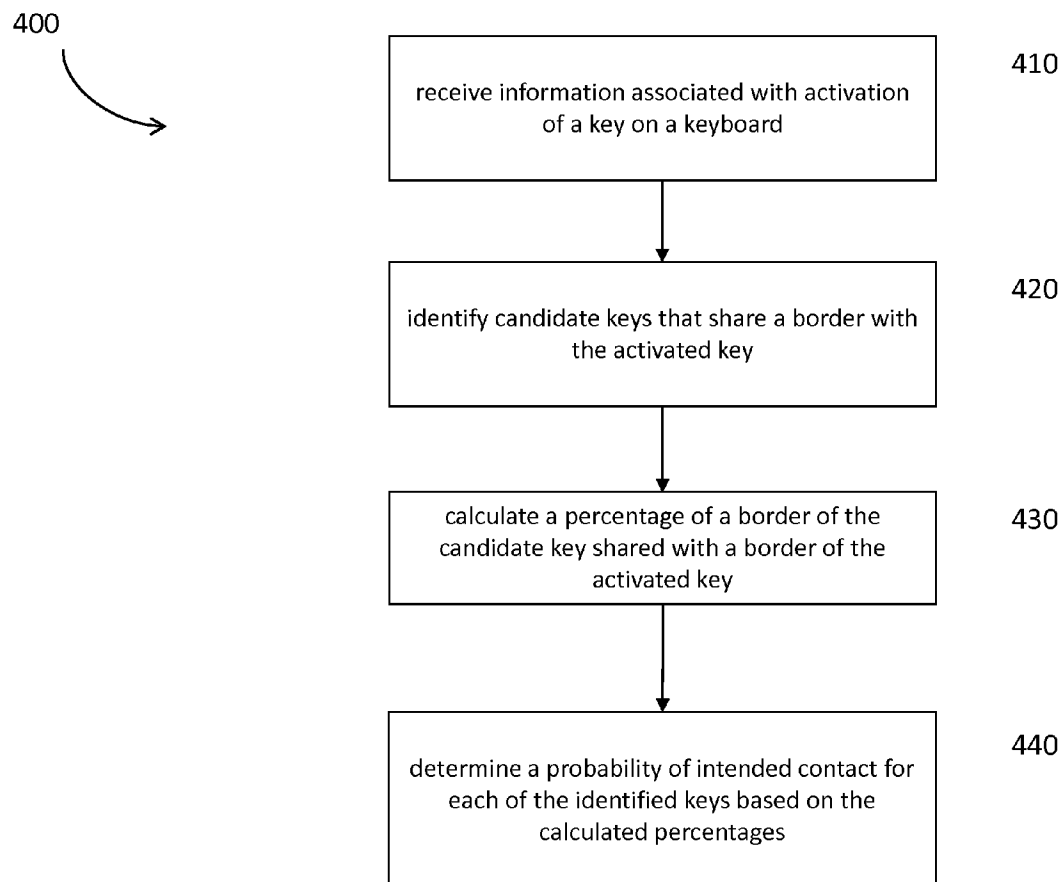 400
410
receive information associated with activation
of a key on a keyboard
420
identify candidate keys that share a border with
the activated key
430
calculate a percentage of a border of the
candidate key shared with a border of the
activated key
440
determine a probability of intended contact for
each of the identified keys based on the
calculated percentages